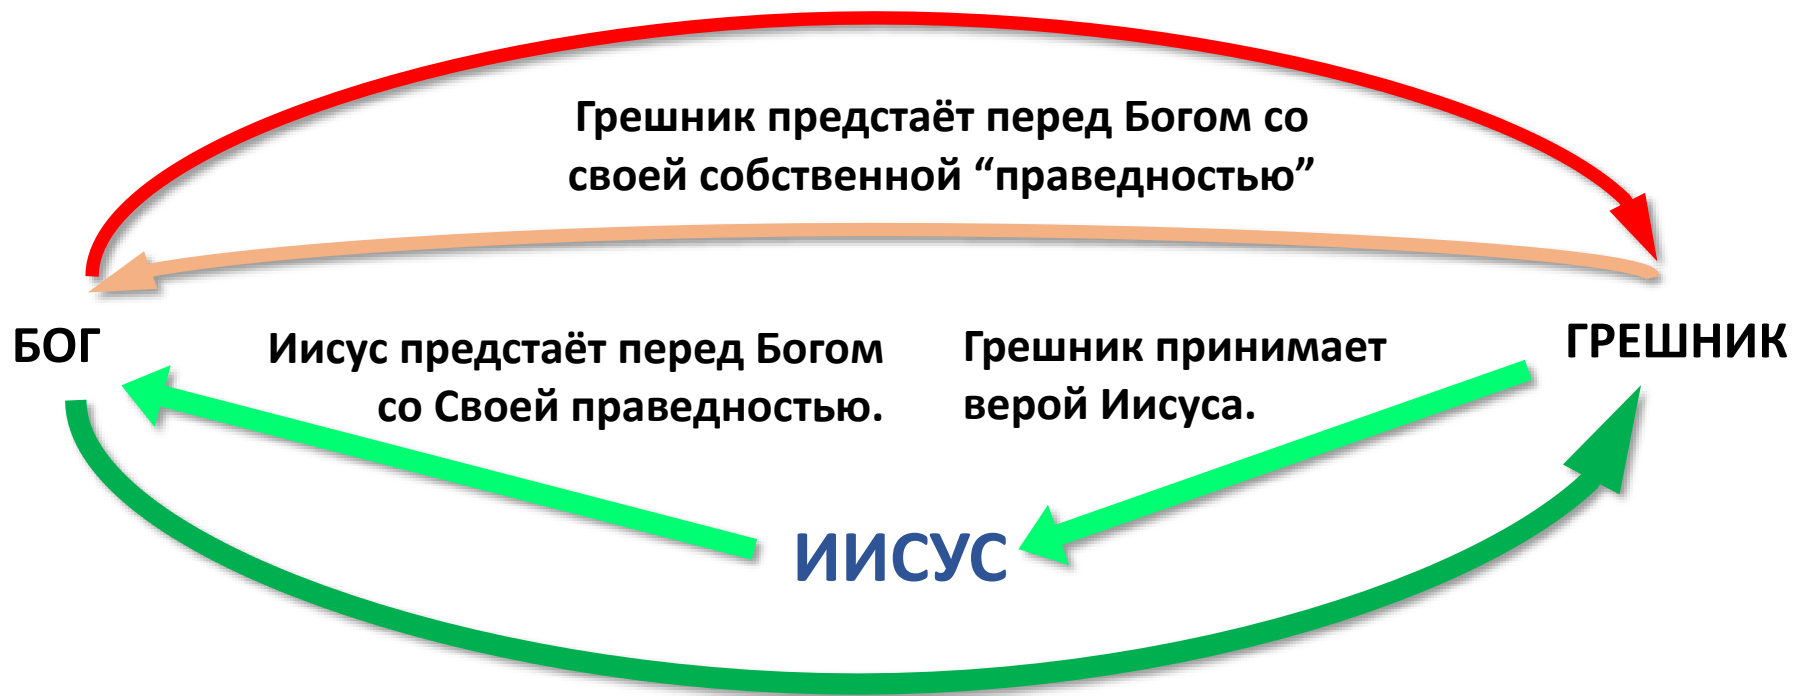 Грешник предстаёт перед Богом со
своей собственной “праведностью”
БОГ
Иисус предстаёт перед Богом
со Своей праведностью.
Грешник принимает
верой Иисуса.
ГРЕШНИК
ИИСУС